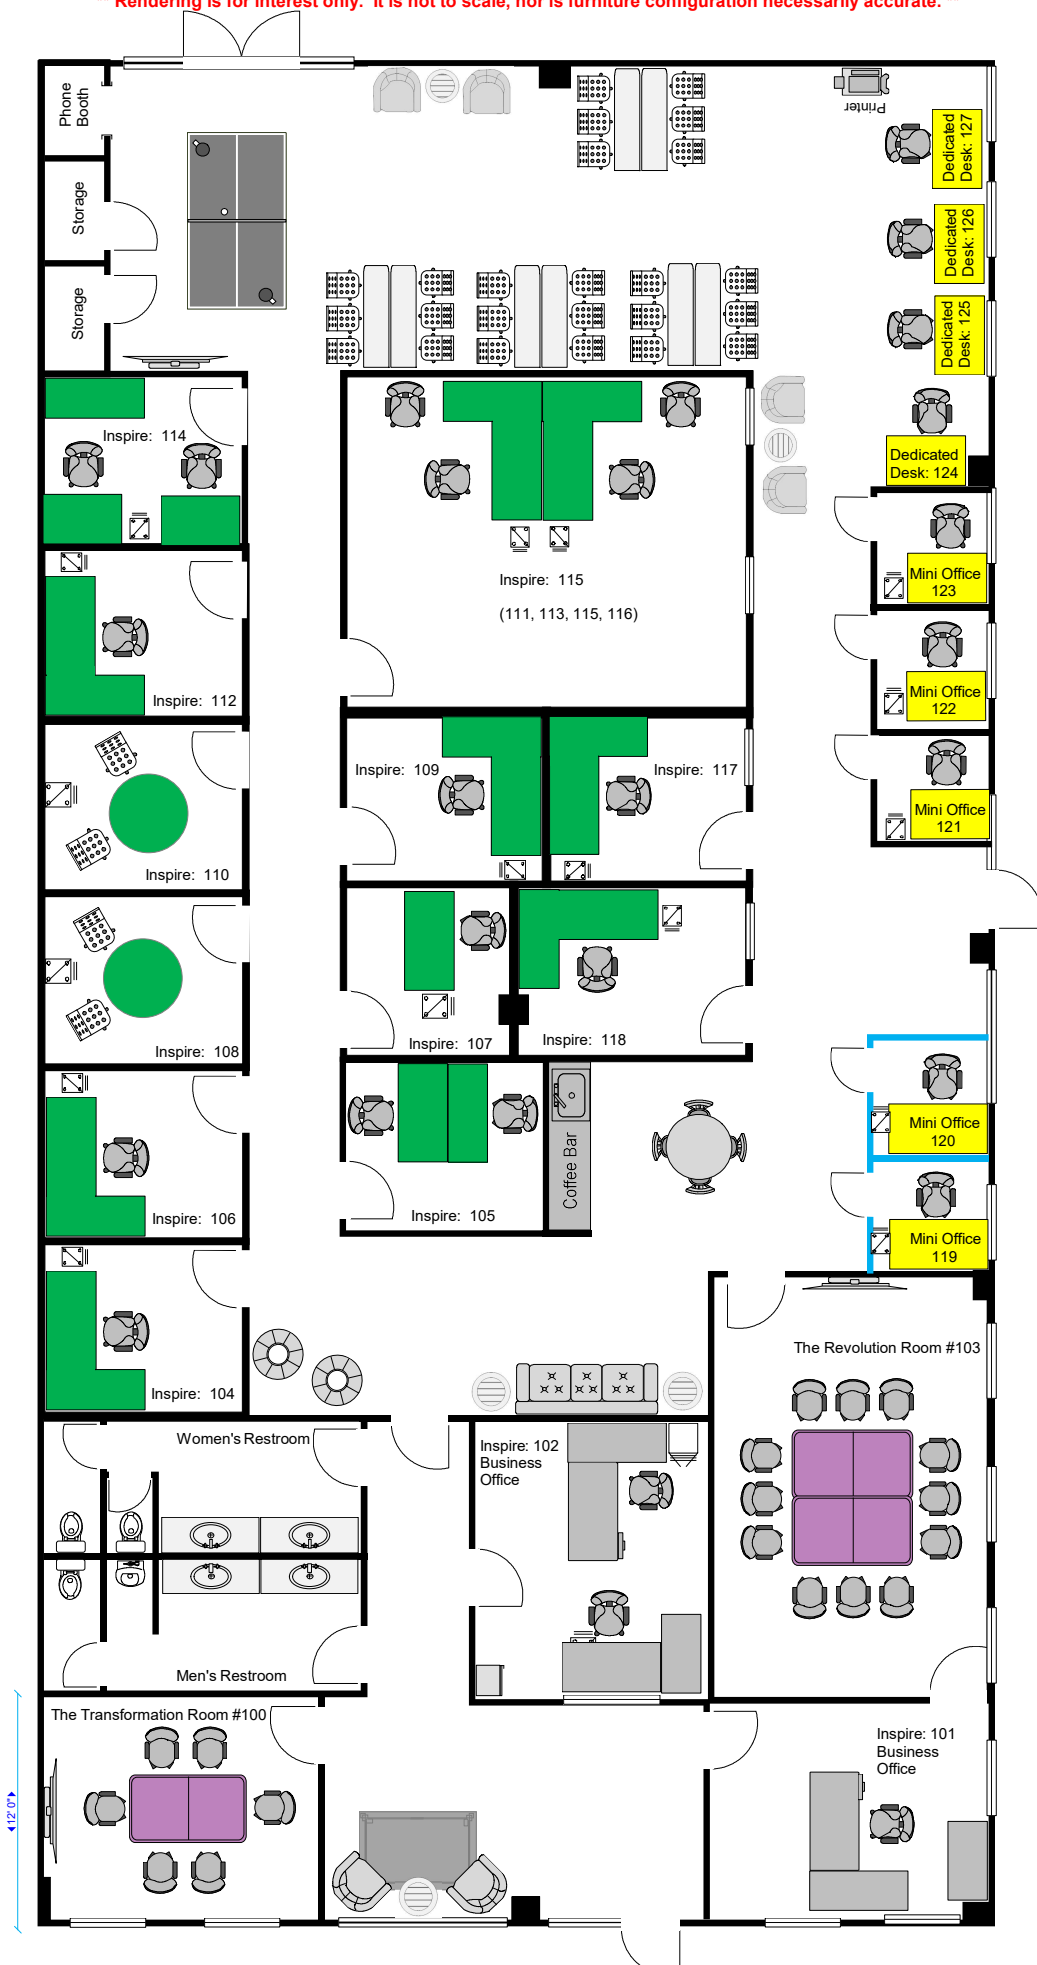 ** Rendering is for interest only.  It is not to scale, nor is furniture configuration necessarily accurate. **
Phone
Booth
Printer
Dedicated
Desk: 127
Storage
Dedicated
Desk: 126
Storage
Dedicated
Desk: 125
Inspire:  114
Dedicated
Desk: 124
Inspire:  115
(111, 113, 115, 116)
Mini Office
123
Inspire:  112
Mini Office
122
Inspire:  109
Inspire:  117
Mini Office
121
Inspire:  110
Inspire:  108
Inspire:  107
Inspire:  118
Mini Office
120
Coffee Bar
Inspire:  106
Inspire:  105
Mini Office
119
The Revolution Room #103
Inspire:  104
Women's Restroom
Inspire: 102
Business
Office
Men's Restroom
The Transformation Room #100
Inspire: 101
Business
Office
12' 0"